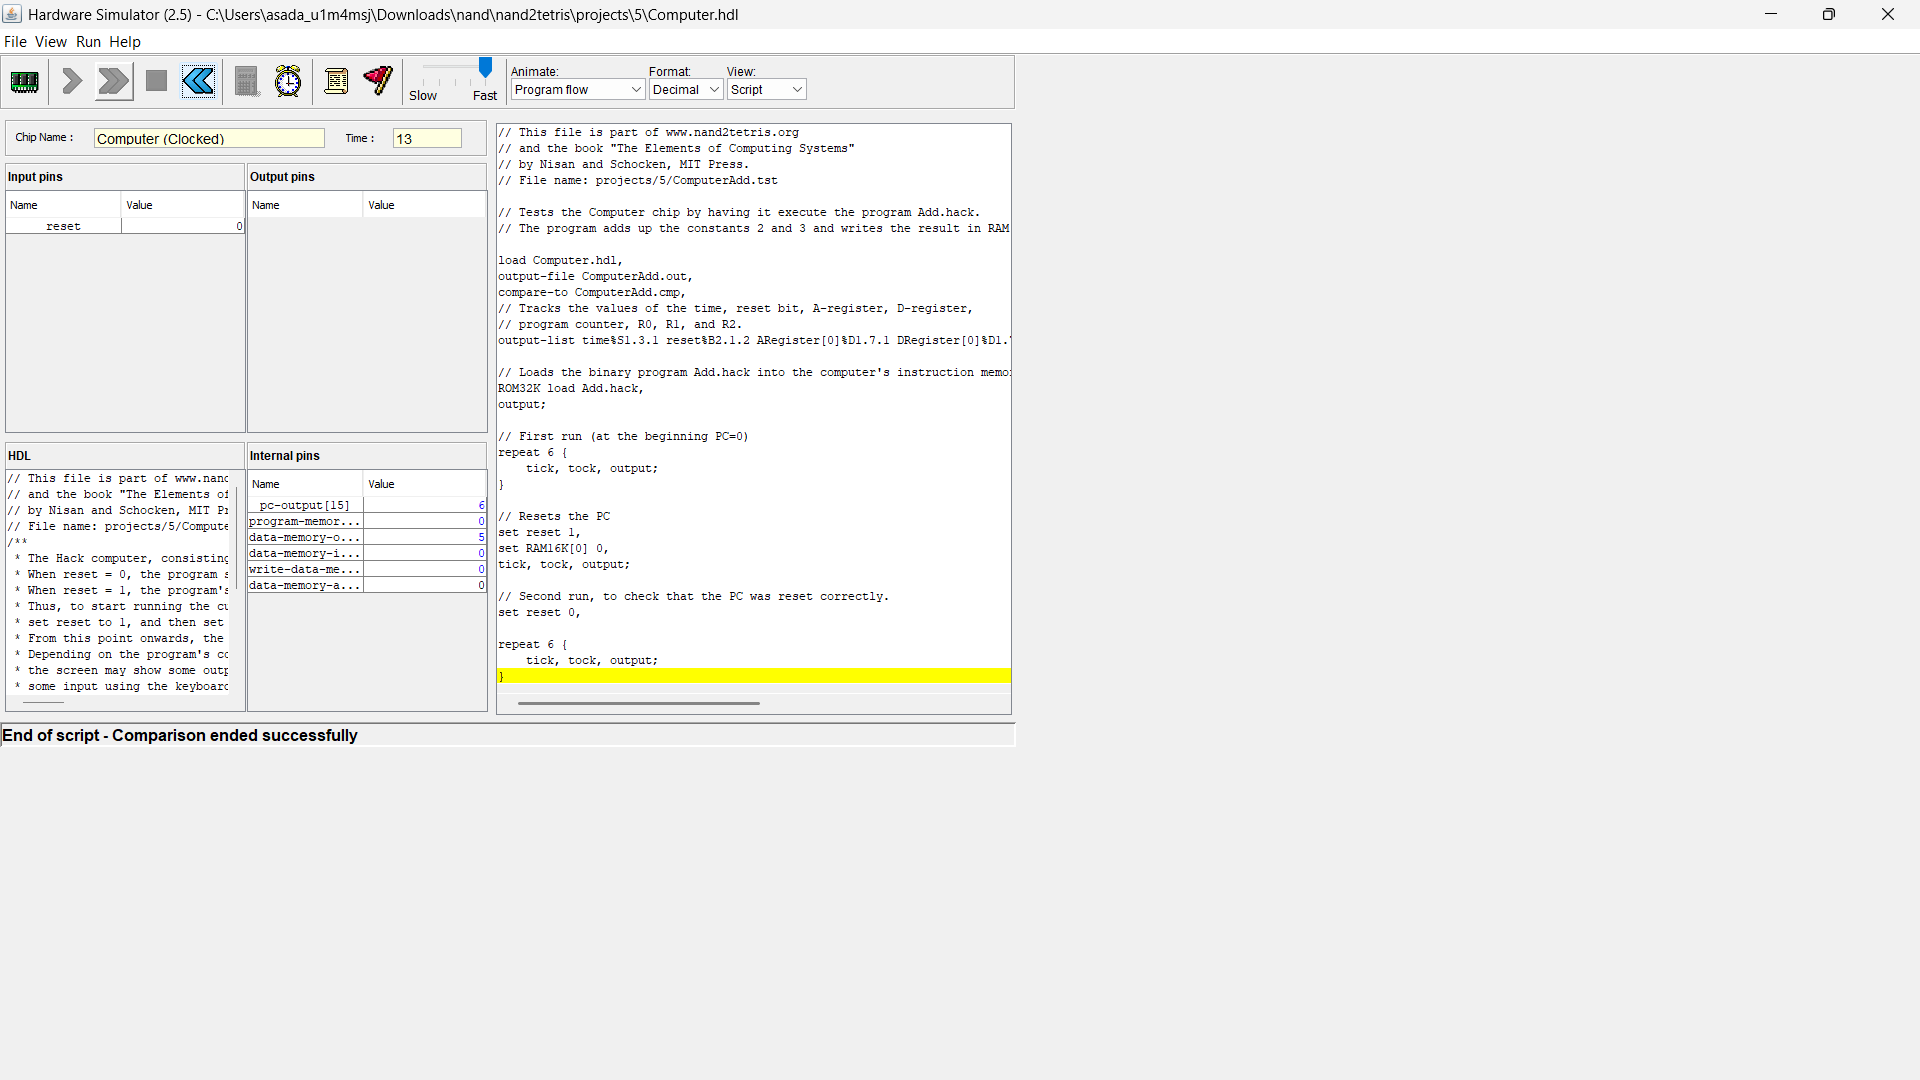 Hardware Simulator (2.5) - C:\Users\asada_u1m4msj\Downloads\nand\nand2tetris\projects\5\Computer.hdl
File View Run Help
Slow Fast
Animate:
Program flow
Format:
Decimal
View:
Script
Chip Name :
Computer (Clocked)
Time :
13
Input pins
Name Value
reset 0
Output pins
Name Value
HDL
// This file is part of www.nand
// and the book "The Elements of
// by Nisan and Schocken, MIT Pr
// File name: projects/5/Compute
/**
* The Hack computer, consisting
* When reset = 0, the program s
* When reset = 1, the program's
* Thus, to start running the cu
* set reset to 1, and then set
* From this point onwards, the
* Depending on the program's co
* the screen may show some outp
* some input using the keyboard
Internal pins
Name Value
pc-output[15] 6
program-memor... 0
data-memory-o... 5
data-memory-i... 0
write-data-me... 0
data-memory-a... 0
// This file is part of www.nand2tetris.org
// and the book "The Elements of Computing Systems"
// by Nisan and Schocken, MIT Press.
// File name: projects/5/ComputerAdd.tst
// Tests the Computer chip by having it execute the program Add.hack.
// The program adds up the constants 2 and 3 and writes the result in RAM
load Computer.hdl,
output-file ComputerAdd.out,
compare-to ComputerAdd.cmp,
// Tracks the values of the time, reset bit, A-register, D-register,
// program counter, R0, R1, and R2.
output-list time%S1.3.1 reset%B2.1.2 ARegister[0]%D1.7.1 DRegister[0]%D1.
// Loads the binary program Add.hack into the computer's instruction memo
ROM32K load Add.hack,
output;
// First run (at the beginning PC=0)
repeat 6 {
tick, tock, output;
}
// Resets the PC
set reset 1,
set RAM16K[0] 0,
tick, tock, output;
// Second run, to check that the PC was reset correctly.
set reset 0,
repeat 6 {
tick, tock, output;
}
End of script - Comparison ended successfully